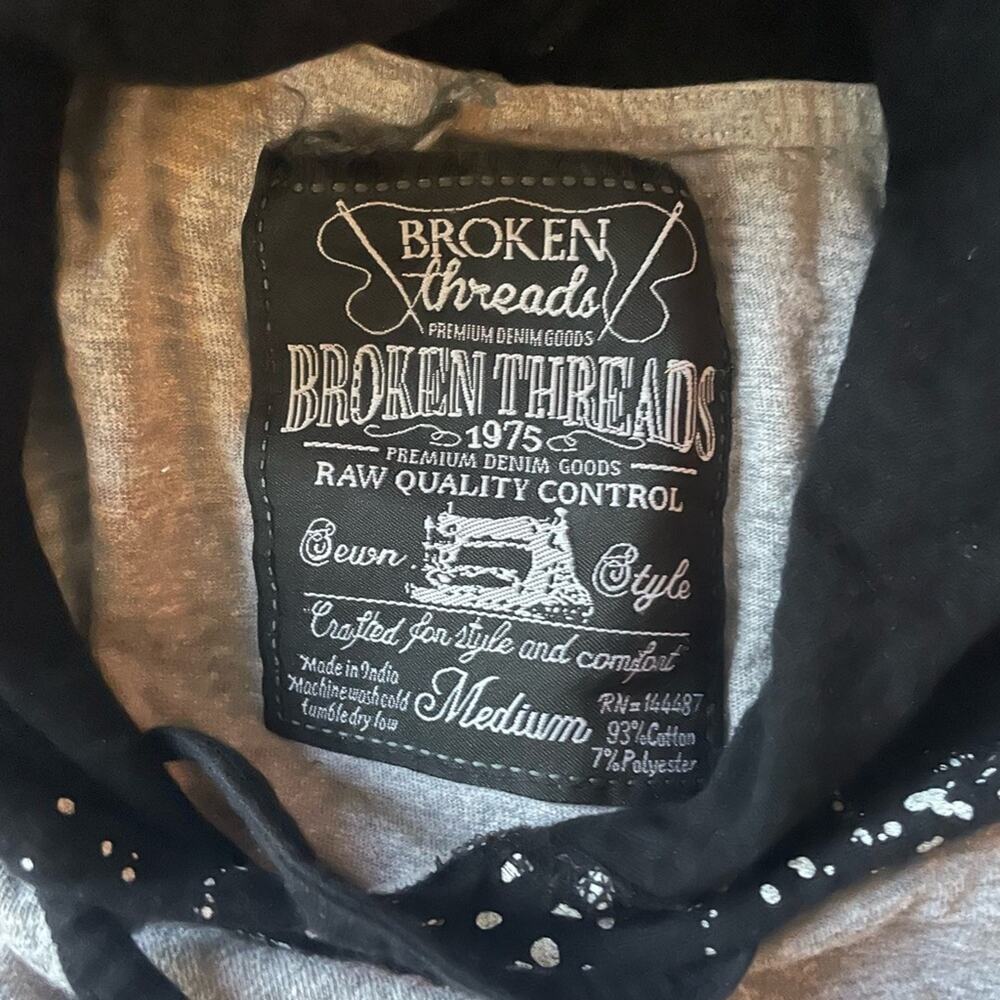 BROKEN
threads
PREMIUM DENIM GOODS
BROKEN THREADS
1975
PREMIUM DENIM GOODS
RAW QUALITY CONTROL
Sewn Style
"Crafted for style and comfort"
Made in India
Machine wash cold
tumble dry low
Medium
RN=144487
93%Cotton
7%Polyester